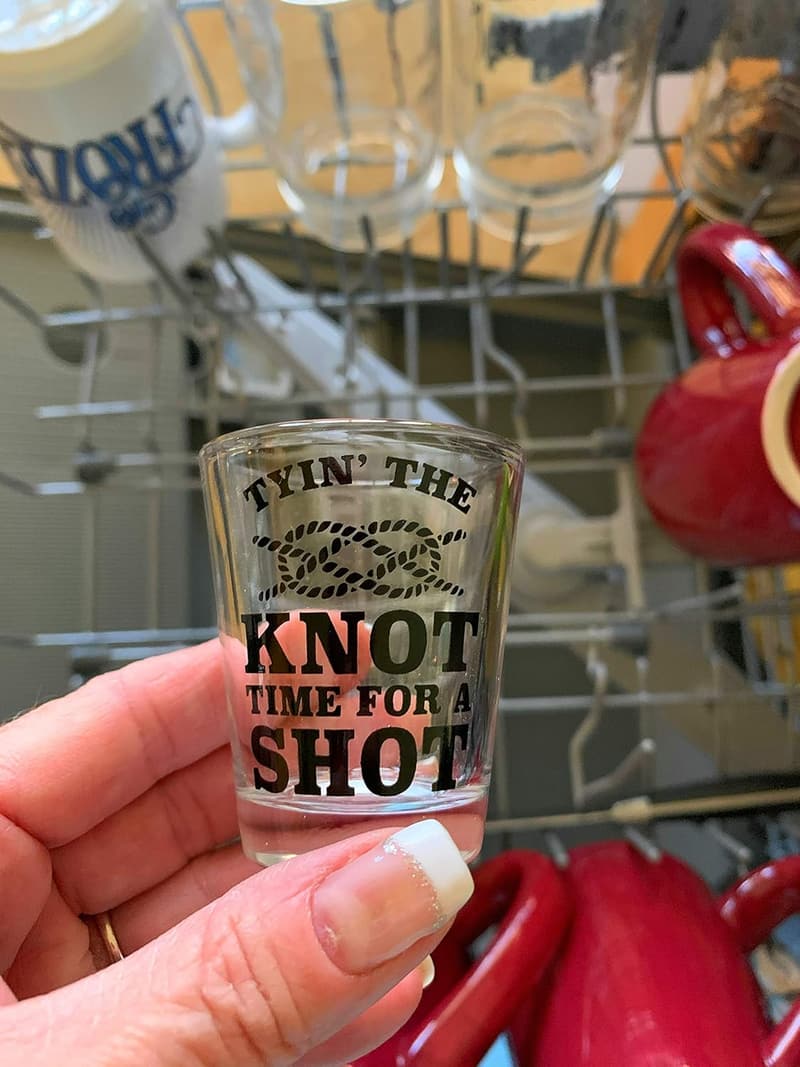 TYIN' THE
KNOT
TIME FOR A
SHOT